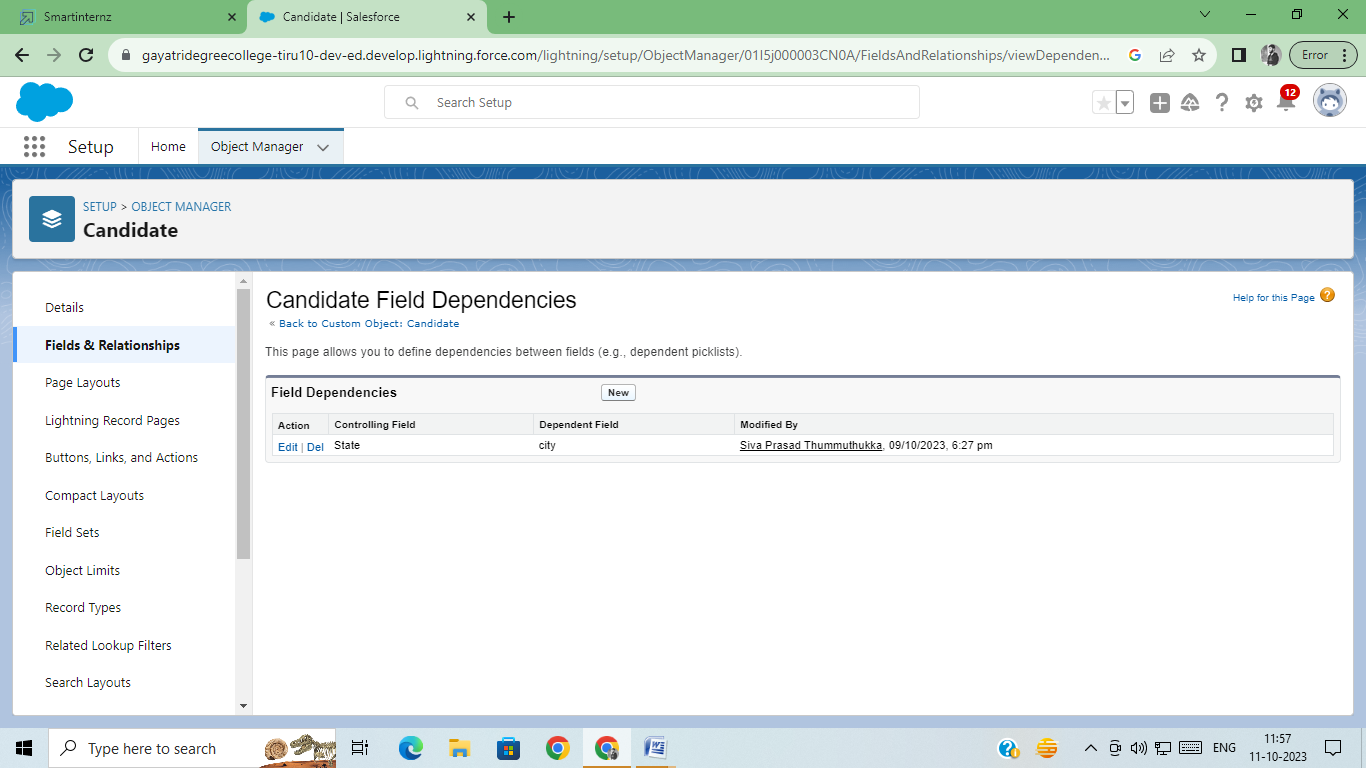 Smartinternz
Candidate | Salesforce
gayatridegreecollege-tiru10-dev-ed.develop.lightning.force.com/lightning/setup/ObjectManager/01I5j000003CN0A/FieldsAndRelationships/viewDependen...
Error
Search Setup
12
Setup
Home
Object Manager
SETUP > OBJECT MANAGER
Candidate
Details
Fields & Relationships
Page Layouts
Lightning Record Pages
Buttons, Links, and Actions
Compact Layouts
Field Sets
Object Limits
Record Types
Related Lookup Filters
Search Layouts
Candidate Field Dependencies
Help for this Page
« Back to Custom Object: Candidate
This page allows you to define dependencies between fields (e.g., dependent picklists).
Field Dependencies
New
Action Controlling Field Dependent Field Modified By
Edit | Del State city Siva Prasad Thummuthukka, 09/10/2023, 6:27 pm
Type here to search
ENG
11:57
11-10-2023